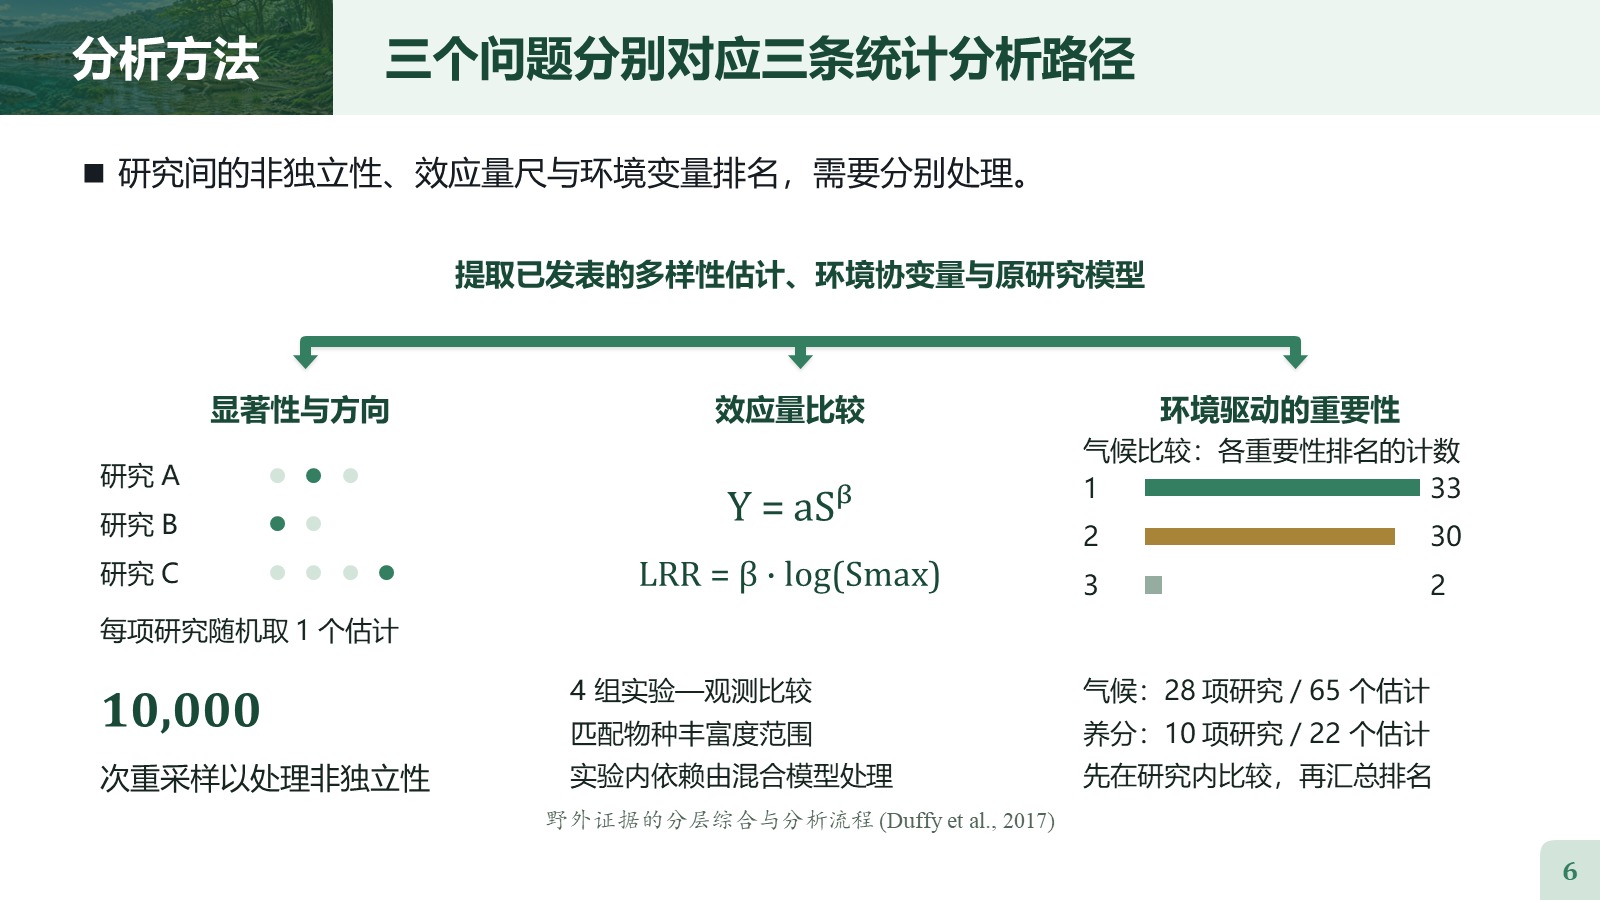 分析方法
三个问题分别对应三条统计分析路径
■ 研究间的非独立性、效应量尺与环境变量排名，需要分别处理。
提取已发表的多样性估计、环境协变量与原研究模型
显著性与方向
研究 A
研究 B
研究 C
每项研究随机取 1 个估计
10,000
次重采样以处理非独立性
效应量比较
Y = aS^β
LRR = β · log(Smax)
4 组实验—观测比较
匹配物种丰富度范围
实验内依赖由混合模型处理
环境驱动的重要性
气候比较：各重要性排名的计数
1 33
2 30
3 2
气候：28 项研究 / 65 个估计
养分：10 项研究 / 22 个估计
先在研究内比较，再汇总排名
野外证据的分层综合与分析流程 (Duffy et al., 2017)
6